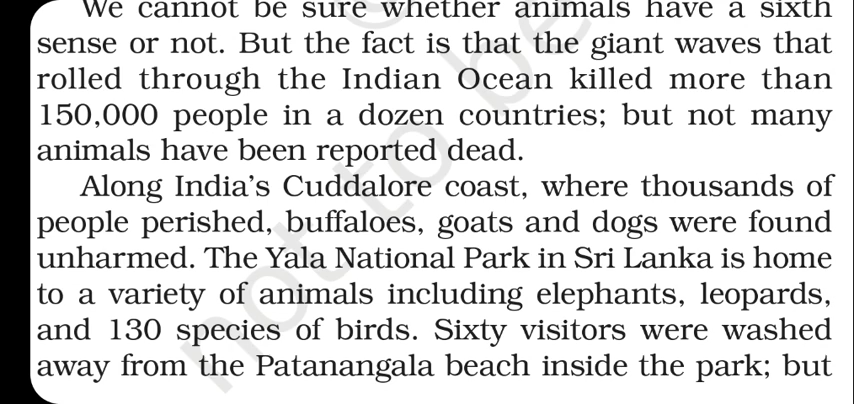 We cannot be sure whether animals have a sixth
sense or not. But the fact is that the giant waves that
rolled through the Indian Ocean killed more than
150,000 people in a dozen countries; but not many
animals have been reported dead.
Along India's Cuddalore coast, where thousands of
people perished, buffaloes, goats and dogs were found
unharmed. The Yala National Park in Sri Lanka is home
to a variety of animals including elephants, leopards,
and 130 species of birds. Sixty visitors were washed
away from the Patanangala beach inside the park; but
not to be